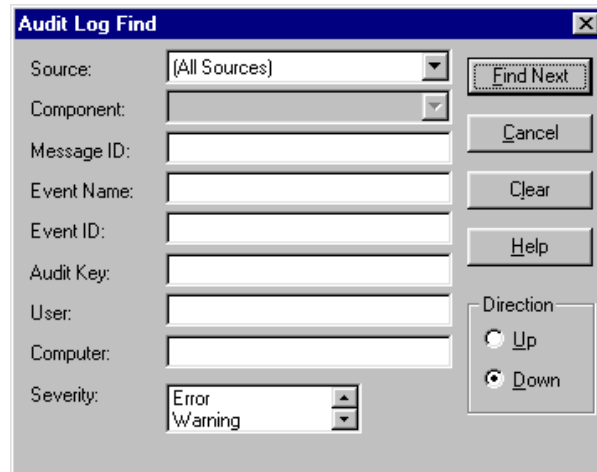 Audit Log Find
Source: (All Sources)
Find Next
Component:
Message ID:
Cancel
Event Name:
Clear
Event ID:
Help
Audit Key:
User:
Direction
Up
Computer:
Down
Severity: Error
Warning